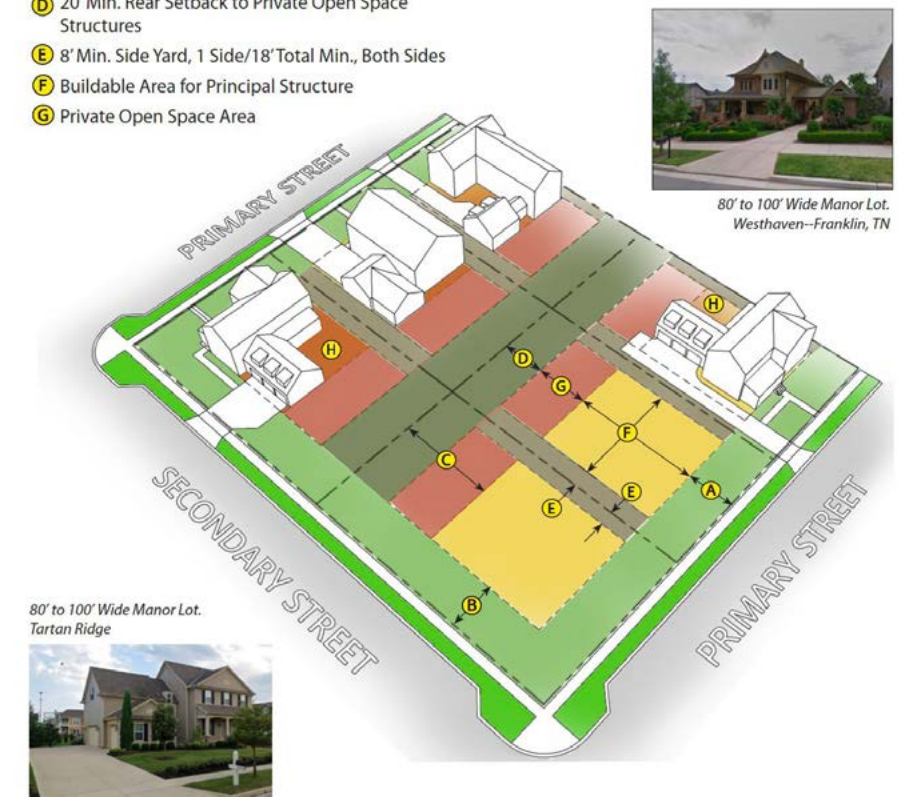 D 20' Min. Rear Setback to Private Open Space
Structures
E 8' Min. Side Yard, 1 Side/18' Total Min., Both Sides
F Buildable Area for Principal Structure
G Private Open Space Area
80' to 100' Wide Manor Lot.
Westhaven--Franklin, TN
PRIMARY STREET
H
H
D
G
F
C
A
E
E
B
SECONDARY STREET
PRIMARY STREET
80' to 100' Wide Manor Lot.
Tartan Ridge